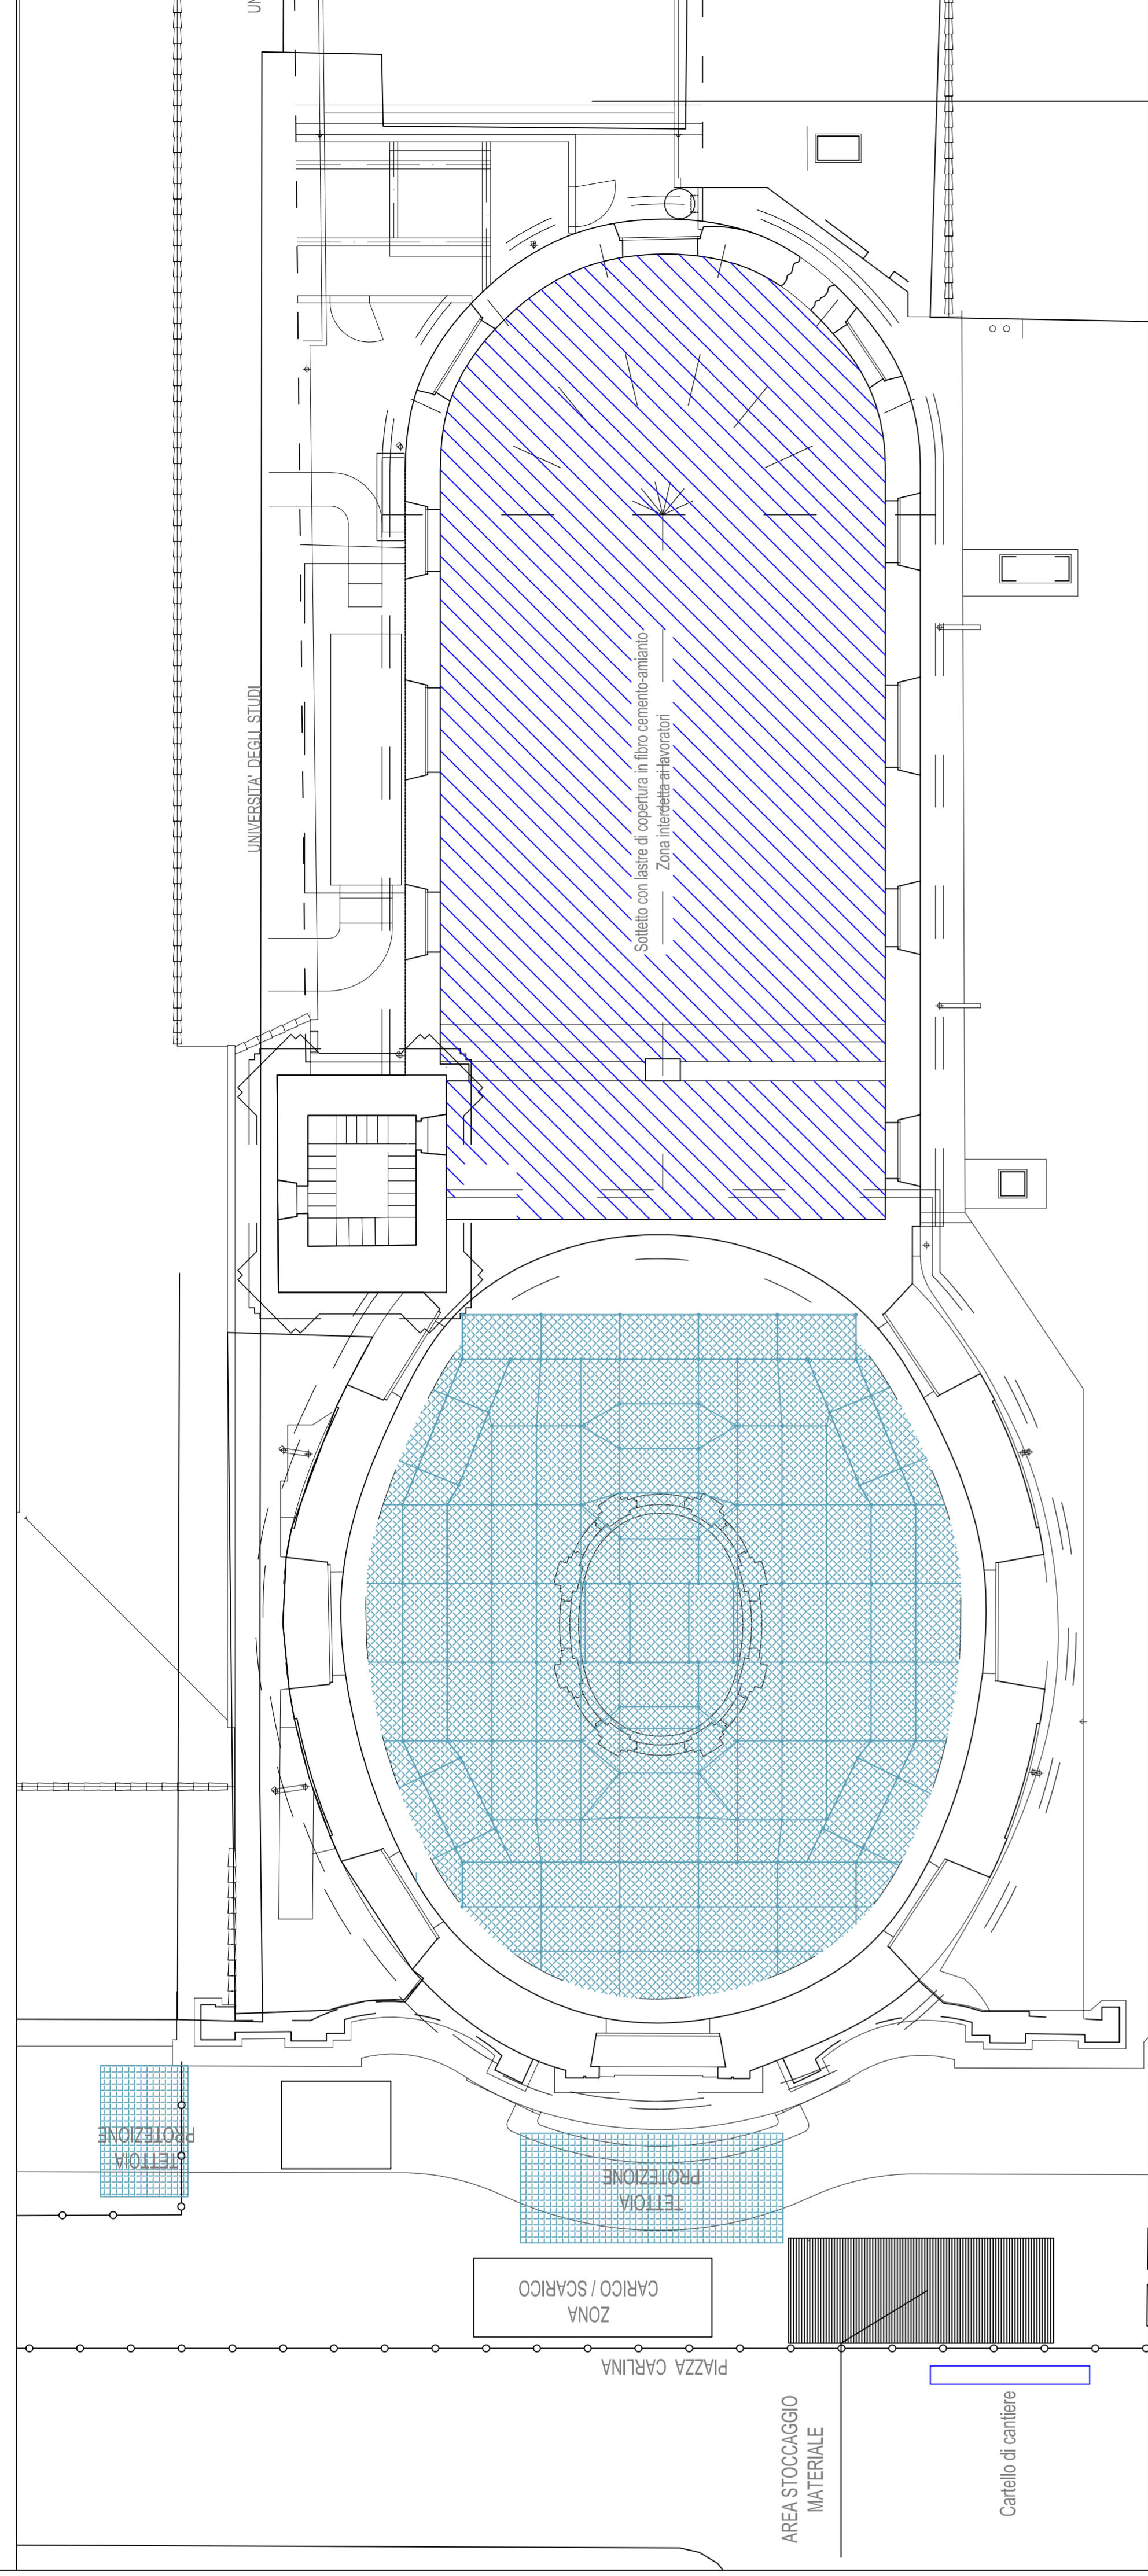 UN
UNIVERSITA' DEGLI STUDI
Sottetto con lastre di copertura in fibro cemento-amianto
Zona interdetta ai lavoratori
TETTOIA
PROTEZIONE
TETTOIA
PROTEZIONE
ZONA
CARICO / SCARICO
PIAZZA CARLINA
AREA STOCCAGGIO
MATERIALE
Cartello di cantiere